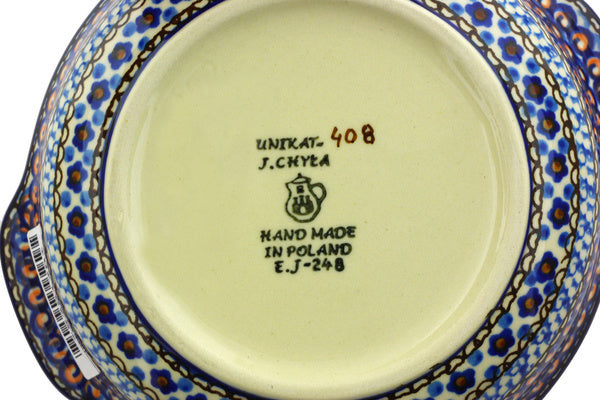 UNIKAT- 408
J. CHYŁA
HAND MADE
IN POLAND
E.J-248